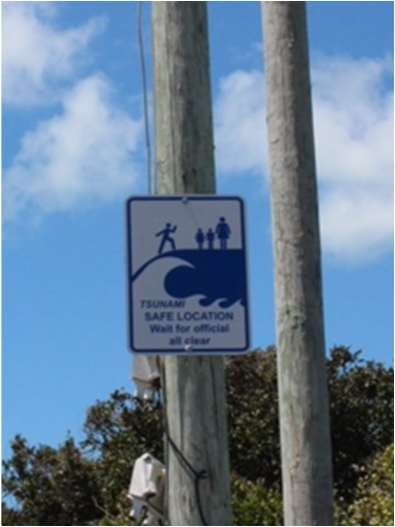 TSUNAMI
SAFE LOCATION
Wait for official
all clear